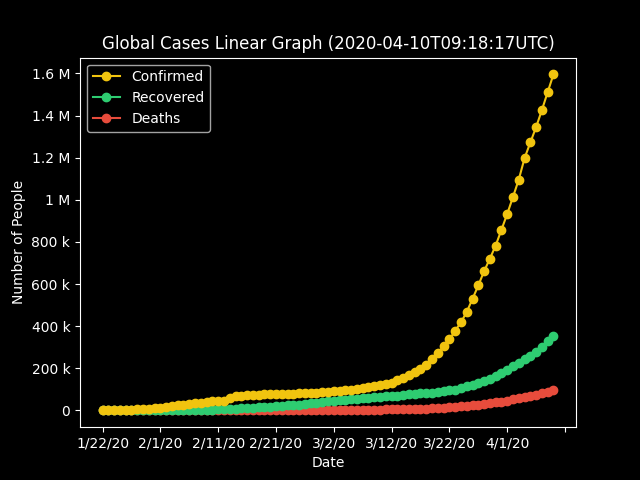 Global Cases Linear Graph (2020-04-10T09:18:17UTC)
Confirmed
Recovered
Deaths
1.6 M
1.4 M
1.2 M
1 M
800 k
600 k
400 k
200 k
0
Number of People
1/22/20 2/1/20 2/11/20 2/21/20 3/2/20 3/12/20 3/22/20 4/1/20
Date